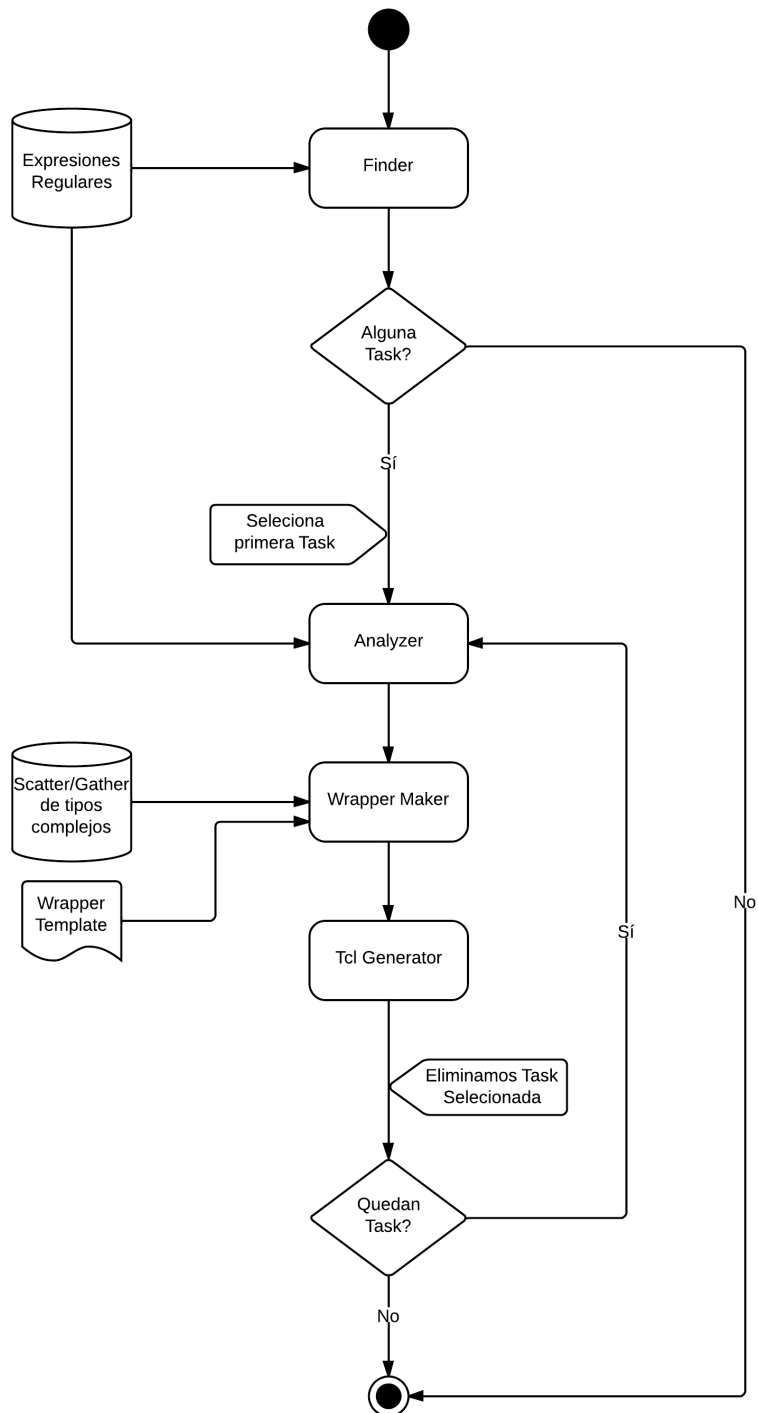 Expresiones
Regulares
Finder
Alguna
Task?
Sí
Seleciona
primera Task
Analyzer
Scatter/Gather
de tipos
complejos
Wrapper Maker
Wrapper
Template
No
Sí
Tcl Generator
Eliminamos Task
Selecionada
Quedan
Task?
No